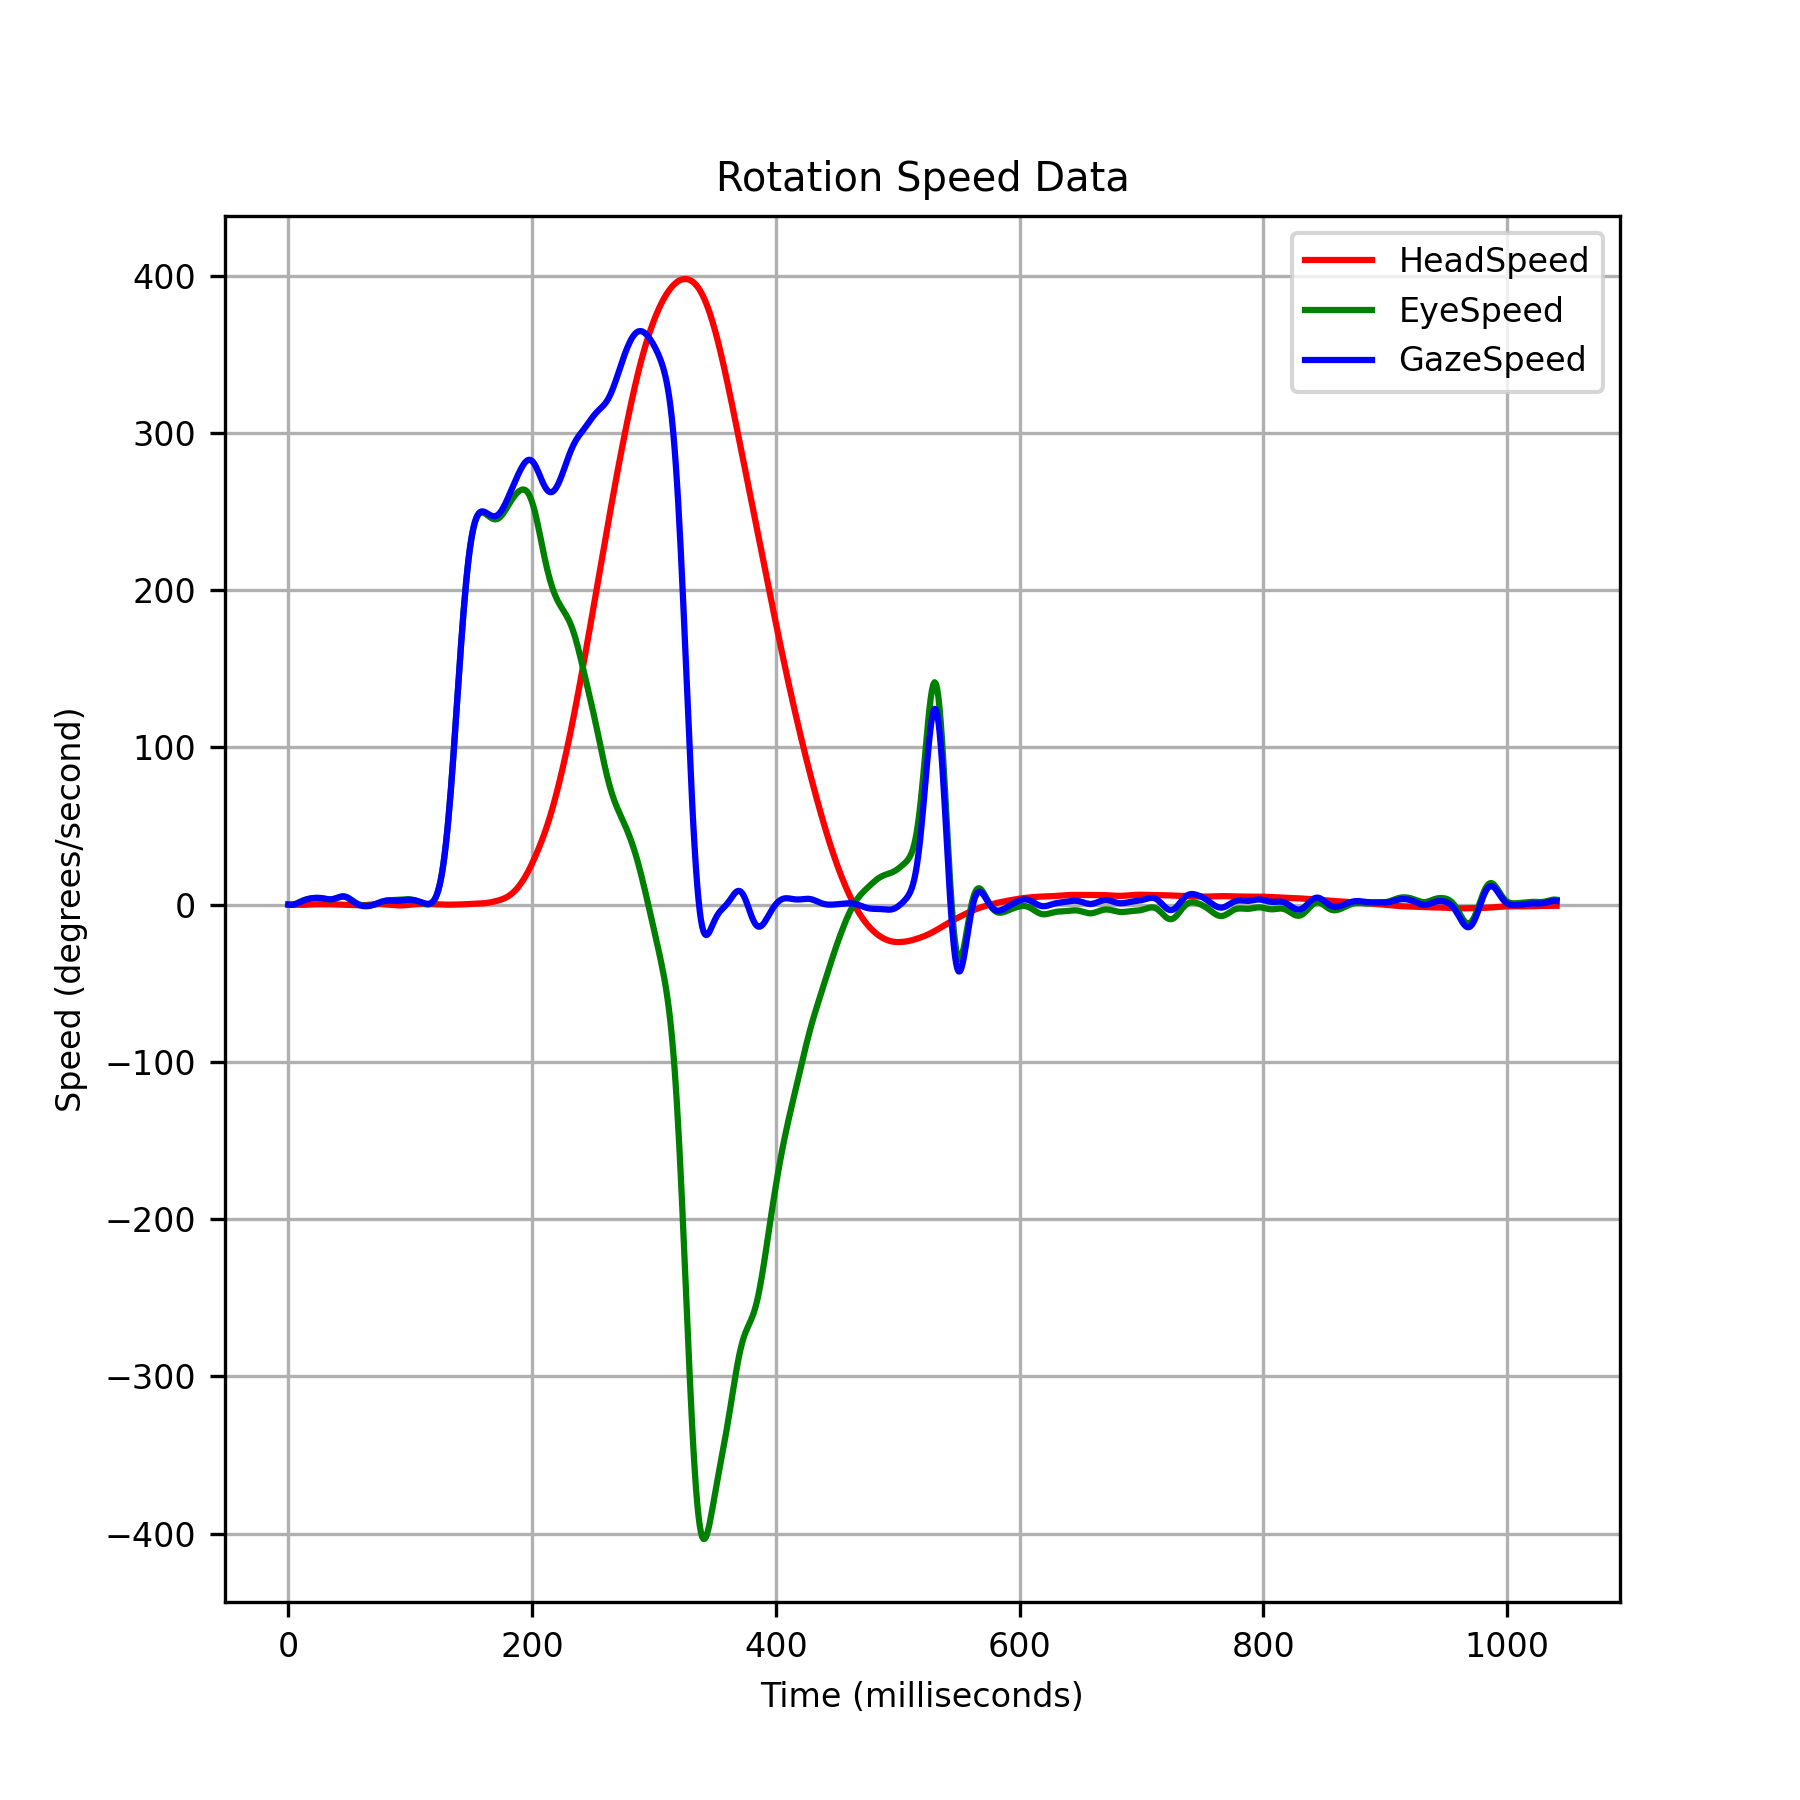 Rotation Speed Data
HeadSpeed
EyeSpeed
GazeSpeed
400
300
200
100
0
−100
−200
−300
−400
Speed (degrees/second)
0 200 400 600 800 1000
Time (milliseconds)